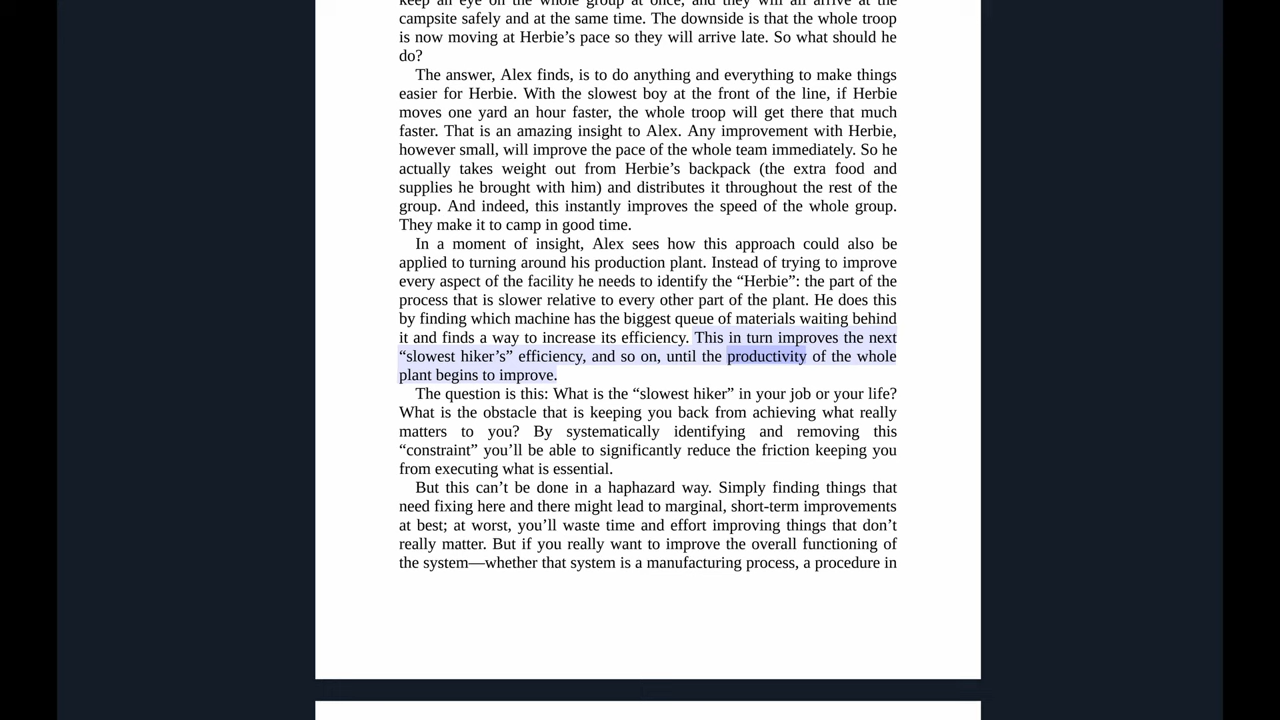 keep an eye on the whole group at once, and they will all arrive at the
campsite safely and at the same time. The downside is that the whole troop
is now moving at Herbie’s pace so they will arrive late. So what should he
do?
The answer, Alex finds, is to do anything and everything to make things
easier for Herbie. With the slowest boy at the front of the line, if Herbie
moves one yard an hour faster, the whole troop will get there that much
faster. That is an amazing insight to Alex. Any improvement with Herbie,
however small, will improve the pace of the whole team immediately. So he
actually takes weight out from Herbie’s backpack (the extra food and
supplies he brought with him) and distributes it throughout the rest of the
group. And indeed, this instantly improves the speed of the whole group.
They make it to camp in good time.
In a moment of insight, Alex sees how this approach could also be
applied to turning around his production plant. Instead of trying to improve
every aspect of the facility he needs to identify the “Herbie”: the part of the
process that is slower relative to every other part of the plant. He does this
by finding which machine has the biggest queue of materials waiting behind
it and finds a way to increase its efficiency. This in turn improves the next
“slowest hiker’s” efficiency, and so on, until the productivity of the whole
plant begins to improve.
The question is this: What is the “slowest hiker” in your job or your life?
What is the obstacle that is keeping you back from achieving what really
matters to you? By systematically identifying and removing this
“constraint” you’ll be able to significantly reduce the friction keeping you
from executing what is essential.
But this can’t be done in a haphazard way. Simply finding things that
need fixing here and there might lead to marginal, short-term improvements
at best; at worst, you’ll waste time and effort improving things that don’t
really matter. But if you really want to improve the overall functioning of
the system—whether that system is a manufacturing process, a procedure in